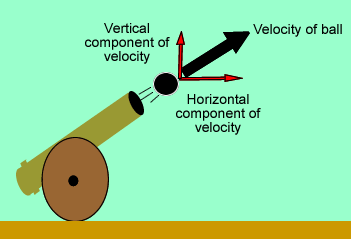 Vertical
component of
velocity
Velocity of ball
Horizontal
component of
velocity